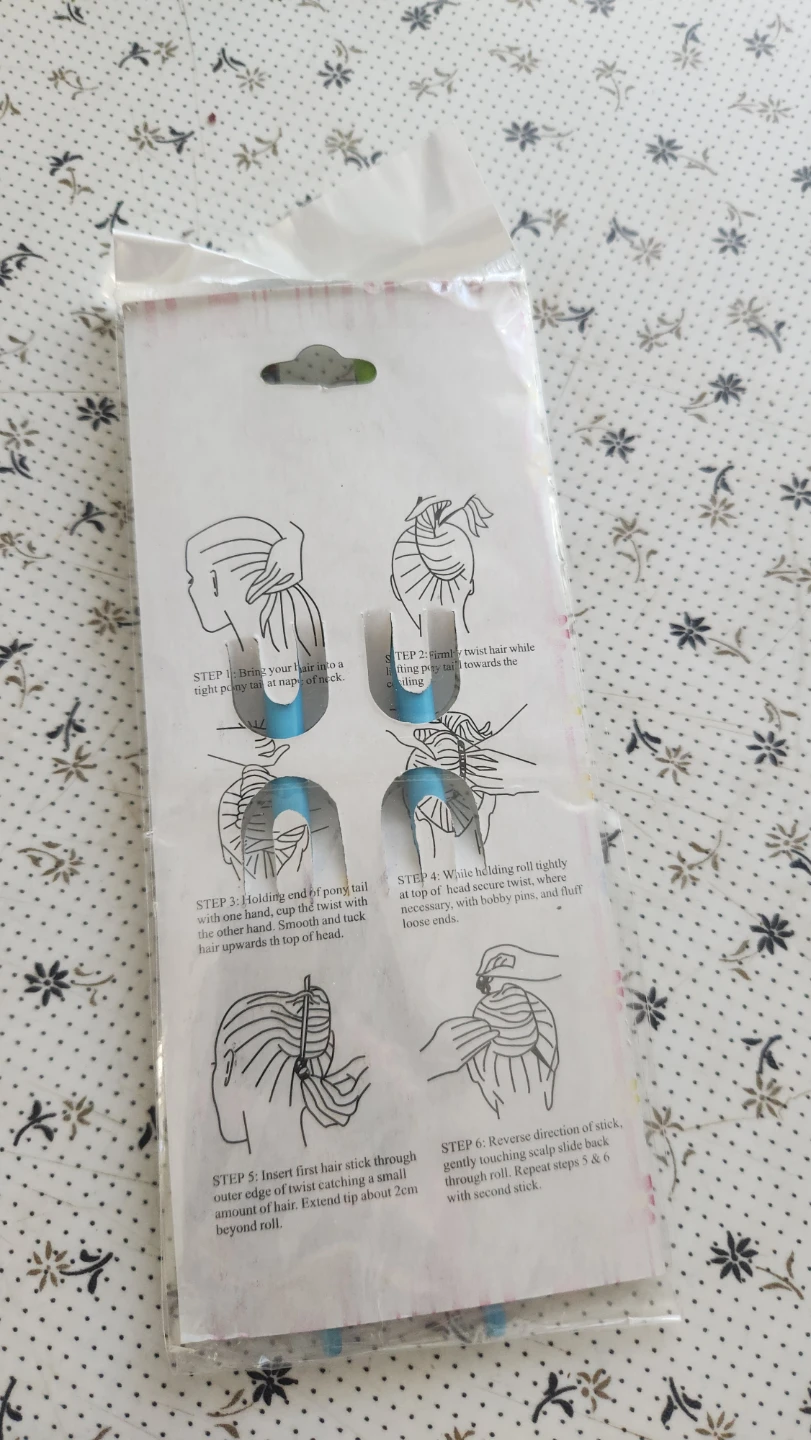 STEP 1: Bring your hair into a
tight pony tail at nape of neck.
STEP 2: Firmly twist hair while
lifting pony tail towards the
ceiling
STEP 3: Holding end of pony tail
with one hand, cup the twist with
the other hand. Smooth and tuck
hair upwards th top of head.
STEP 4: While holding roll tightly
at top of head secure twist, where
necessary, with bobby pins, and fluff
loose ends.
STEP 5: Insert first hair stick through
outer edge of twist catching a small
amount of hair. Extend tip about 2cm
beyond roll.
STEP 6: Reverse direction of stick,
gently touching scalp slide back
through roll. Repeat steps 5 & 6
with second stick.